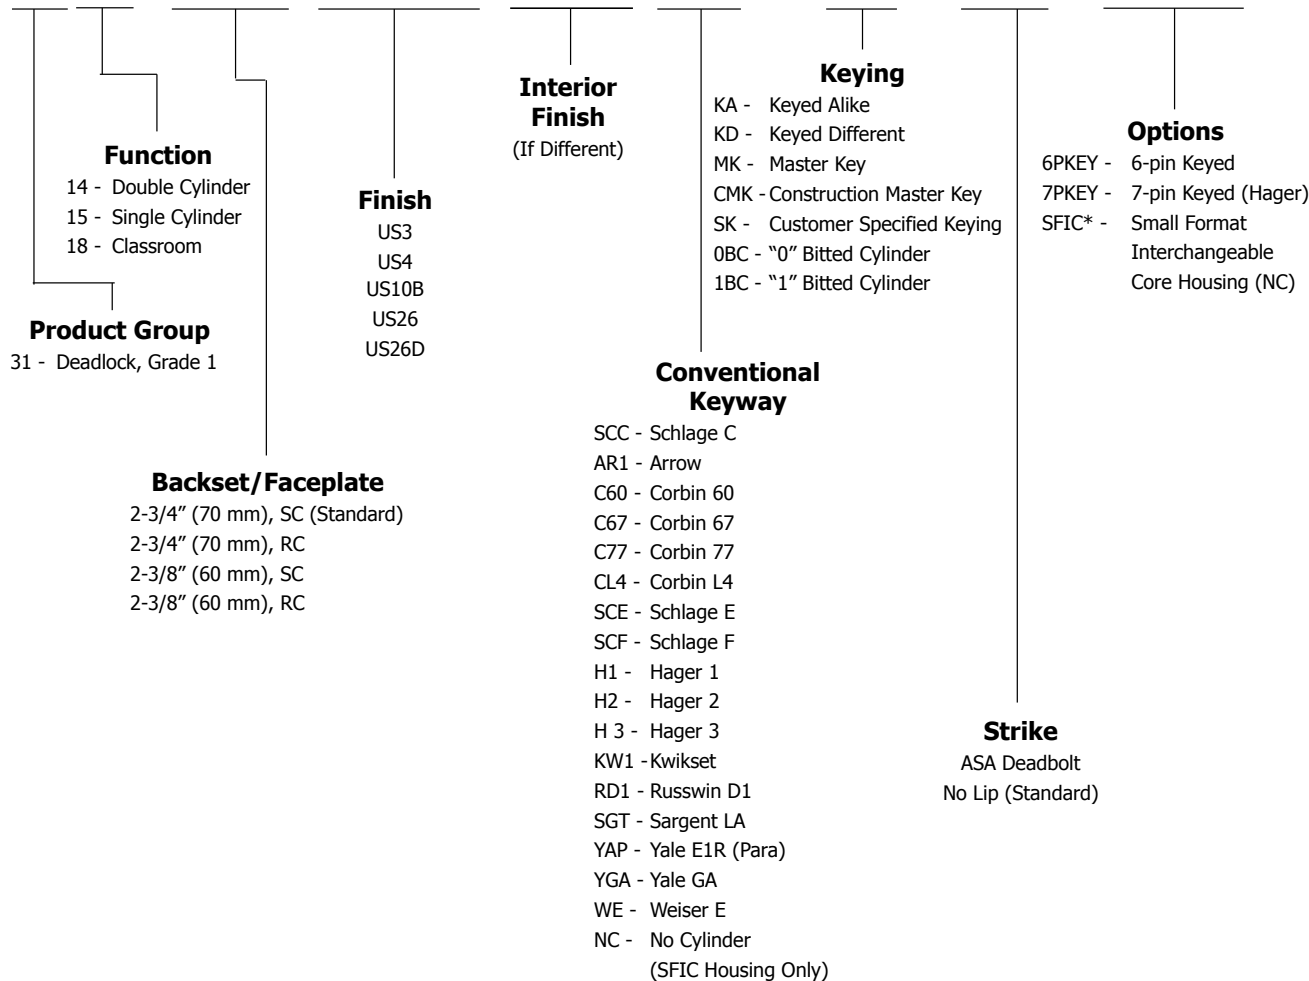 Function
14 - Double Cylinder
15 - Single Cylinder
18 - Classroom
Product Group
31 - Deadlock, Grade 1
Backset/Faceplate
2-3/4” (70 mm), SC (Standard)
2-3/4” (70 mm), RC
2-3/8” (60 mm), SC
2-3/8” (60 mm), RC
Finish
US3
US4
US10B
US26
US26D
Interior
Finish
(If Different)
Conventional
Keyway
SCC - Schlage C
AR1 - Arrow
C60 - Corbin 60
C67 - Corbin 67
C77 - Corbin 77
CL4 - Corbin L4
SCE - Schlage E
SCF - Schlage F
H1 - Hager 1
H2 - Hager 2
H 3 - Hager 3
KW1 - Kwikset
RD1 - Russwin D1
SGT - Sargent LA
YAP - Yale E1R (Para)
YGA - Yale GA
WE - Weiser E
NC - No Cylinder
(SFIC Housing Only)
Keying
KA - Keyed Alike
KD - Keyed Different
MK - Master Key
CMK - Construction Master Key
SK - Customer Specified Keying
0BC - “0” Bitted Cylinder
1BC - “1” Bitted Cylinder
Strike
ASA Deadbolt
No Lip (Standard)
Options
6PKEY - 6-pin Keyed
7PKEY - 7-pin Keyed (Hager)
SFIC* - Small Format
Interchangeable
Core Housing (NC)